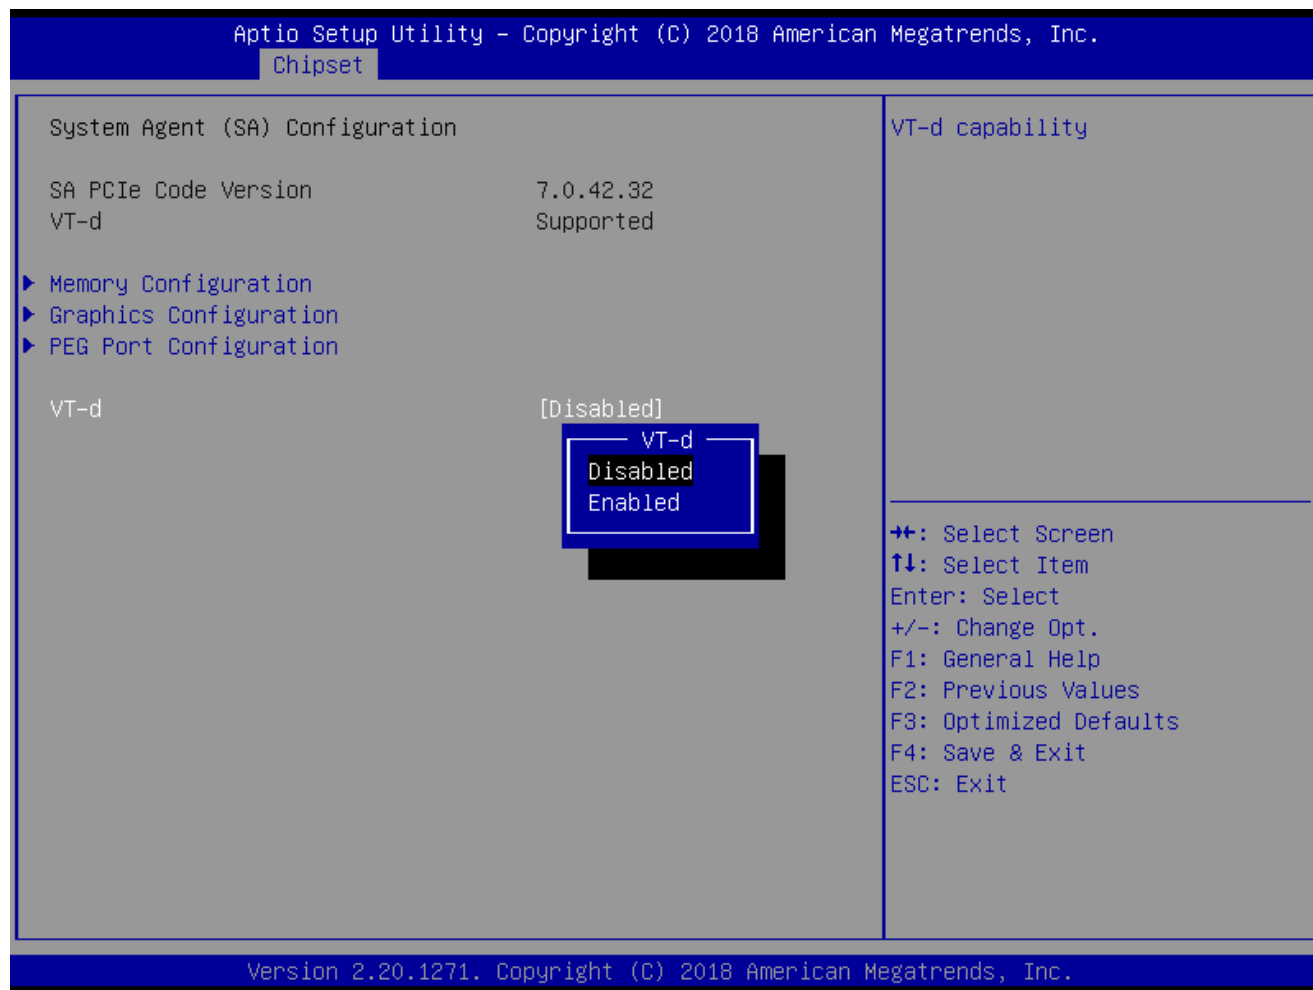 Aptio Setup Utility – Copyright (C) 2018 American Megatrends, Inc.
Chipset
System Agent (SA) Configuration
SA PCIe Code Version 7.0.42.32
VT-d Supported
Memory Configuration
Graphics Configuration
PEG Port Configuration
VT-d [Disabled]
VT-d
Disabled
Enabled
VT-d capability
→←: Select Screen
↑↓: Select Item
Enter: Select
+/-: Change Opt.
F1: General Help
F2: Previous Values
F3: Optimized Defaults
F4: Save & Exit
ESC: Exit
Version 2.20.1271. Copyright (C) 2018 American Megatrends, Inc.